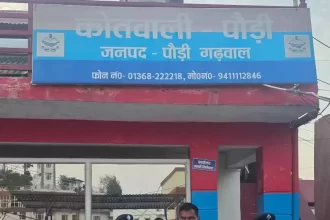 कोतवाली पौड़ी
जनपद - पौड़ी गढ़वाल
फोन नं०- 01368-222218, मो०नं०- 9411112846